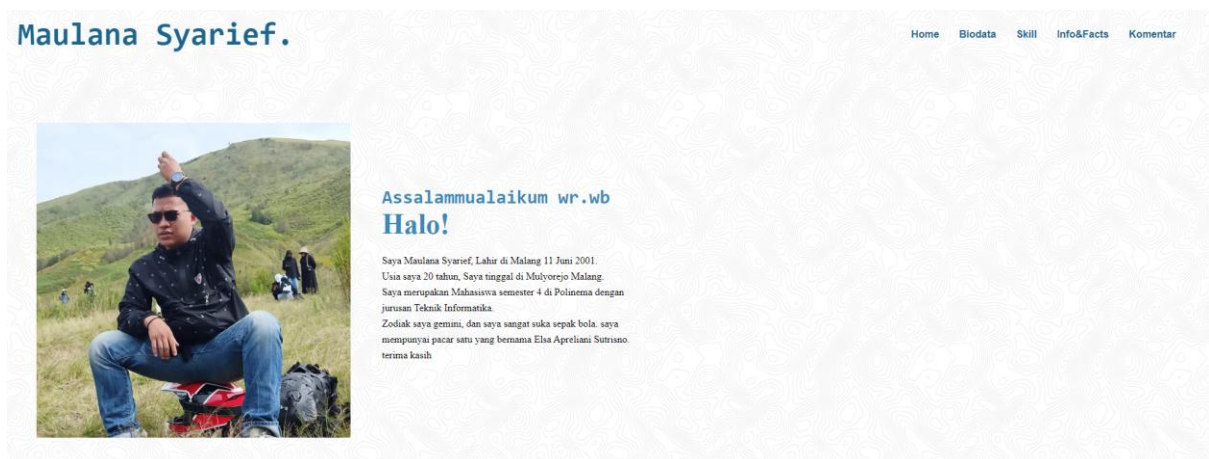 Maulana Syarief.
Home Biodata Skill Info&Facts Komentar
Assalammualaikum wr.wb
Halo!
Saya Maulana Syarief, Lahir di Malang 11 Juni 2001.
Usia saya 20 tahun, Saya tinggal di Mulyorejo Malang.
Saya merupakan Mahasiswa semester 4 di Polinema dengan
jurusan Teknik Informatika.
Zodiak saya gemini, dan saya sangat suka sepak bola. saya
mempunyai pacar satu yang bernama Elsa Apreliani Sutrisno.
terima kasih